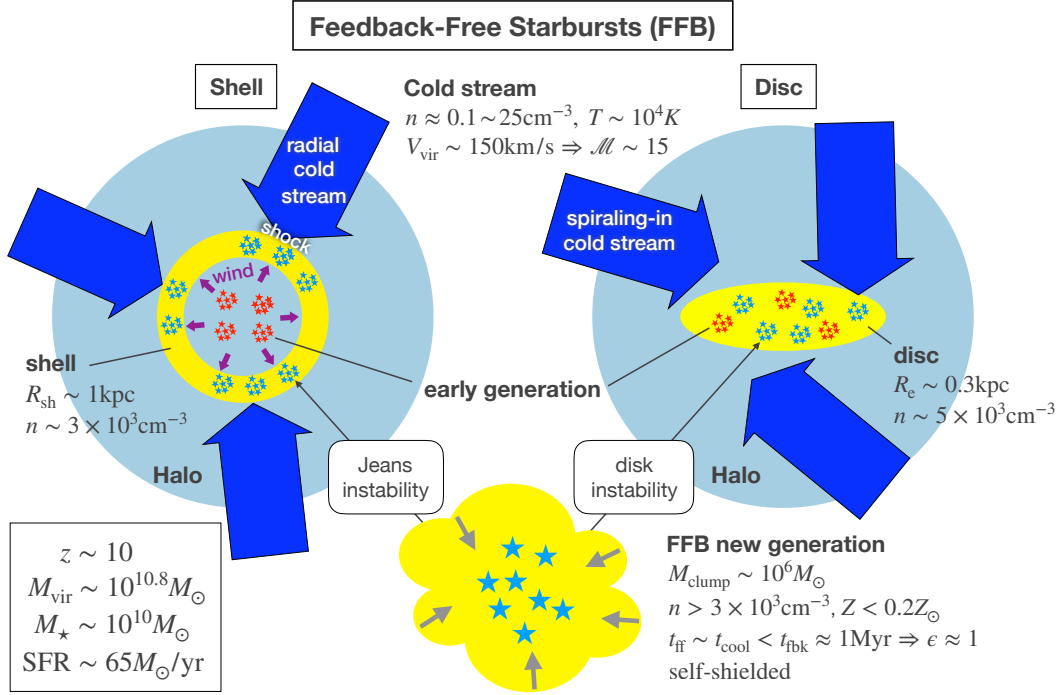 Feedback-Free Starbursts (FFB)
Shell
Cold stream
n ≈ 0.1 ~ 25cm⁻³, T ~ 10⁴K
V_vir ~ 150km/s ⇒ ℳ ~ 15
Disc
radial
cold
stream
shock
wind
spiraling-in
cold stream
shell
R_sh ~ 1kpc
n ~ 3 × 10³cm⁻³
early generation
disc
R_e ~ 0.3kpc
n ~ 5 × 10³cm⁻³
Halo
Jeans
instability
disk
instability
Halo
z ~ 10
M_vir ~ 10^10.8 M_⊙
M_⋆ ~ 10¹⁰M_⊙
SFR ~ 65M_⊙/yr
FFB new generation
M_clump ~ 10⁶M_⊙
n > 3 × 10³cm⁻³, Z < 0.2Z_⊙
t_ff ~ t_cool < t_fbk ≈ 1Myr ⇒ ϵ ≈ 1
self-shielded